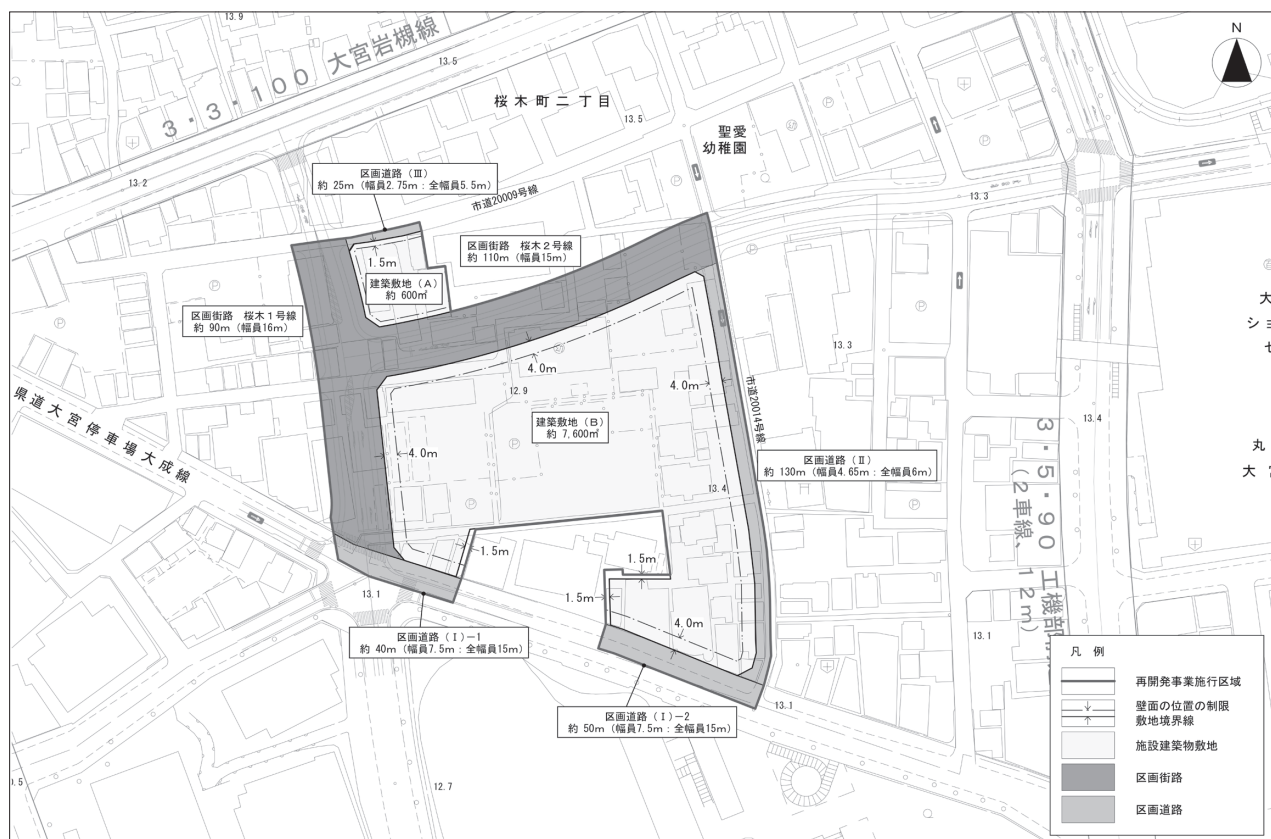 N
13.9
3・3・100 大宮岩槻線
13.5
桜木町二丁目
13.5
聖愛
幼稚園
13.2
区画道路（Ⅲ）
約 25m（幅員2.75m：全幅員5.5m）
市道20009号線
13.3
1.5m
区画街路 桜木2号線
約 110m（幅員15m）
建築敷地（A）
約 600㎡
区画街路 桜木1号線
約 90m（幅員16m）
大
ショ
セ
13.3
4.0m
4.0m
12.9
市道20014号線
13.4
県道大宮停車場大成線
建築敷地（B）
約 7,600㎡
4.0m
区画道路（Ⅱ）
約 130m（幅員4.65m：全幅員6m）
丸
大宮
13.4
3・5・90 工機部
（2車線、12m）
1.5m
1.5m
1.5m
4.0m
13.1
13.1
区画道路（Ⅰ）－1
約 40m（幅員7.5m：全幅員15m）
区画道路（Ⅰ）－2
約 50m（幅員7.5m：全幅員15m）
13.1
12.7
凡 例
再開発事業施行区域
壁面の位置の制限
敷地境界線
施設建築物敷地
区画街路
区画道路